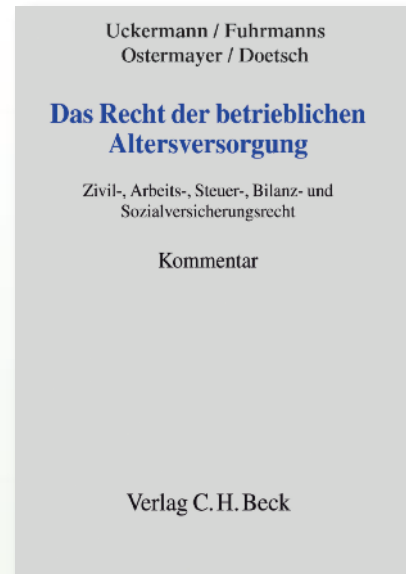 Uckermann / Fuhrmanns
Ostermayer / Doetsch
Das Recht der betrieblichen
Altersversorgung
Zivil-, Arbeits-, Steuer-, Bilanz- und
Sozialversicherungsrecht
Kommentar
Verlag C. H. Beck